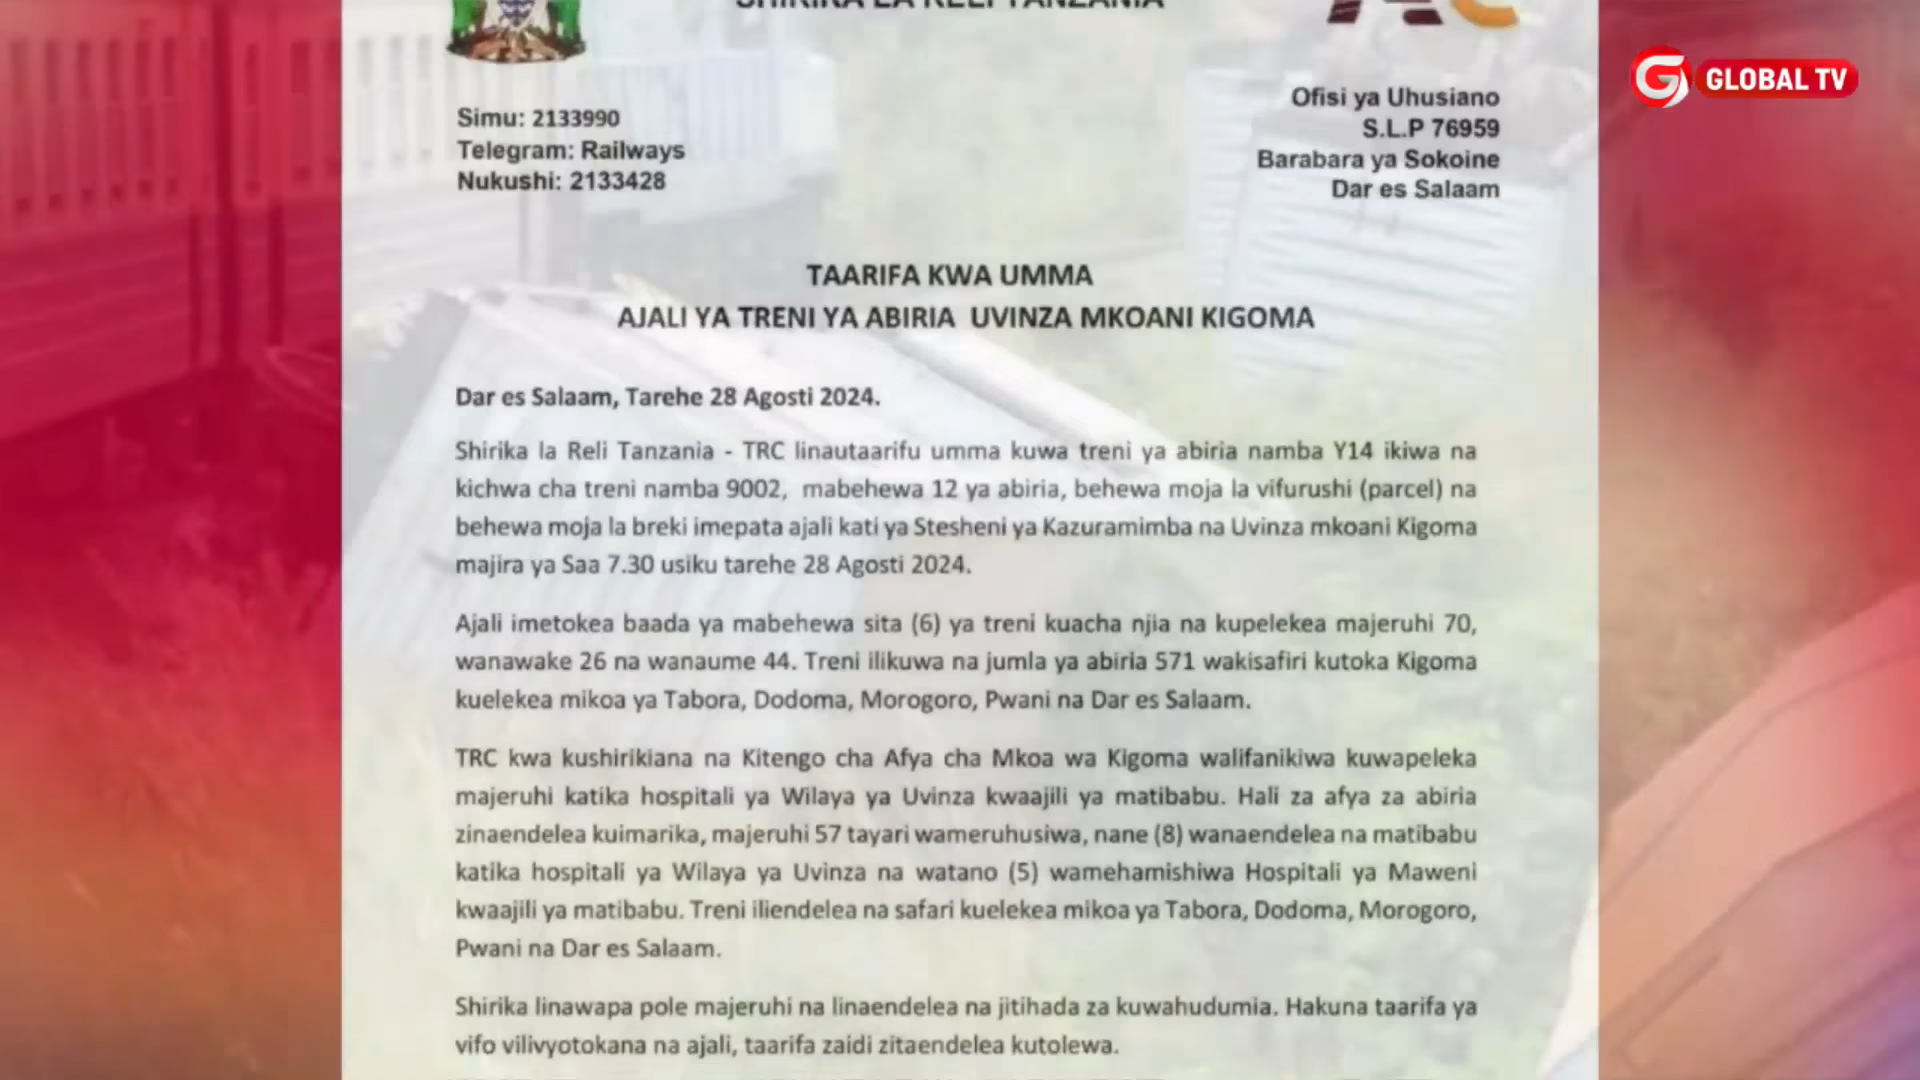 SHIRIKA LA RELI TANZANIA
GLOBAL TV
Simu: 2133990
Telegram: Railways
Nukushi: 2133428
Ofisi ya Uhusiano
S.L.P 76959
Barabara ya Sokoine
Dar es Salaam
TAARIFA KWA UMMA
AJALI YA TRENI YA ABIRIA UVINZA MKOANI KIGOMA
Dar es Salaam, Tarehe 28 Agosti 2024.
Shirika la Reli Tanzania - TRC linautaarifu umma kuwa treni ya abiria namba Y14 ikiwa na
kichwa cha treni namba 9002, mabehewa 12 ya abiria, behewa moja la vifurushi (parcel) na
behewa moja la breki imepata ajali kati ya Stesheni ya Kazuramimba na Uvinza mkoani Kigoma
majira ya Saa 7.30 usiku tarehe 28 Agosti 2024.
Ajali imetokea baada ya mabehewa sita (6) ya treni kuacha njia na kupelekea majeruhi 70,
wanawake 26 na wanaume 44. Treni ilikuwa na jumla ya abiria 571 wakisafiri kutoka Kigoma
kuelekea mikoa ya Tabora, Dodoma, Morogoro, Pwani na Dar es Salaam.
TRC kwa kushirikiana na Kitengo cha Afya cha Mkoa wa Kigoma walifanikiwa kuwapeleka
majeruhi katika hospitali ya Wilaya ya Uvinza kwaajili ya matibabu. Hali za afya za abiria
zinaendelea kuimarika, majeruhi 57 tayari wameruhusiwa, nane (8) wanaendelea na matibabu
katika hospitali ya Wilaya ya Uvinza na watano (5) wamehamishiwa Hospitali ya Maweni
kwaajili ya matibabu. Treni iliendelea na safari kuelekea mikoa ya Tabora, Dodoma, Morogoro,
Pwani na Dar es Salaam.
Shirika linawapa pole majeruhi na linaendelea na jitihada za kuwahudumia. Hakuna taarifa ya
vifo vilivyotokana na ajali, taarifa zaidi zitaendelea kutolewa.